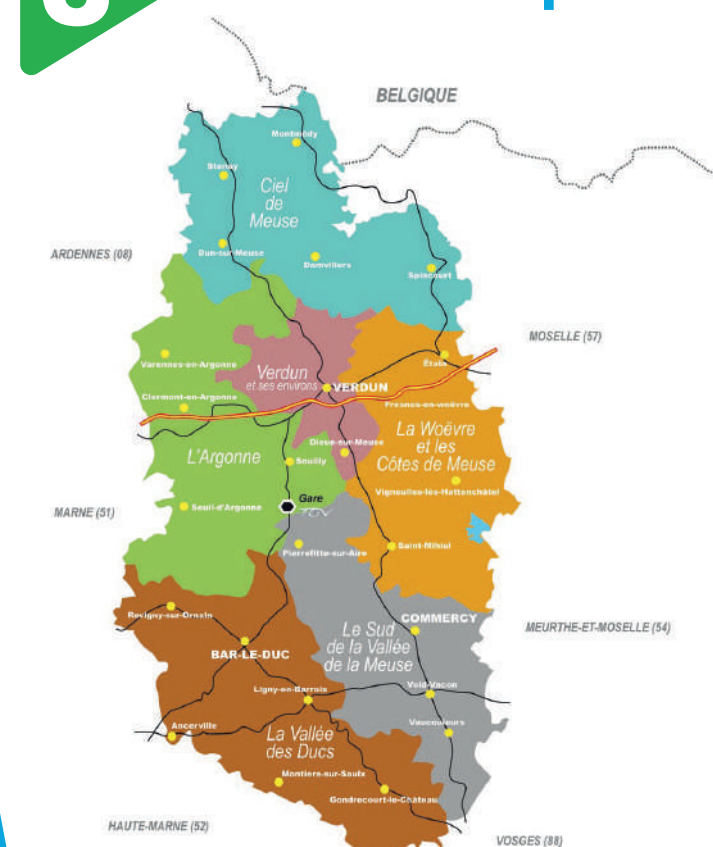 BELGIQUE
Montmédy
Stenay
Ciel
de
Meuse
Dun-sur-Meuse
Damvillers
Spincourt
ARDENNES (08)
MOSELLE (57)
Varennes-en-Argonne
Étain
Verdun
et ses environs
VERDUN
Clermont-en-Argonne
Fresnes-en-woëvre
La Woëvre
et les
Côtes de Meuse
Dieue-sur-Meuse
L'Argonne
Souilly
Vigneulles-lès-Hattonchâtel
Gare
TGV
Seuil-d'Argonne
MARNE (51)
Pierrefitte-sur-Aire
Saint-Mihiel
Revigny-sur-Ornain
COMMERCY
MEURTHE-ET-MOSELLE (54)
Le Sud
de la Vallée
de la Meuse
BAR-LE-DUC
Ligny-en-Barrois
Void-Vacon
Ancerville
Vaucouleurs
La Vallée
des Ducs
Montiers-sur-Saulx
Gondrecourt-le-Château
HAUTE-MARNE (52)
VOSGES (88)